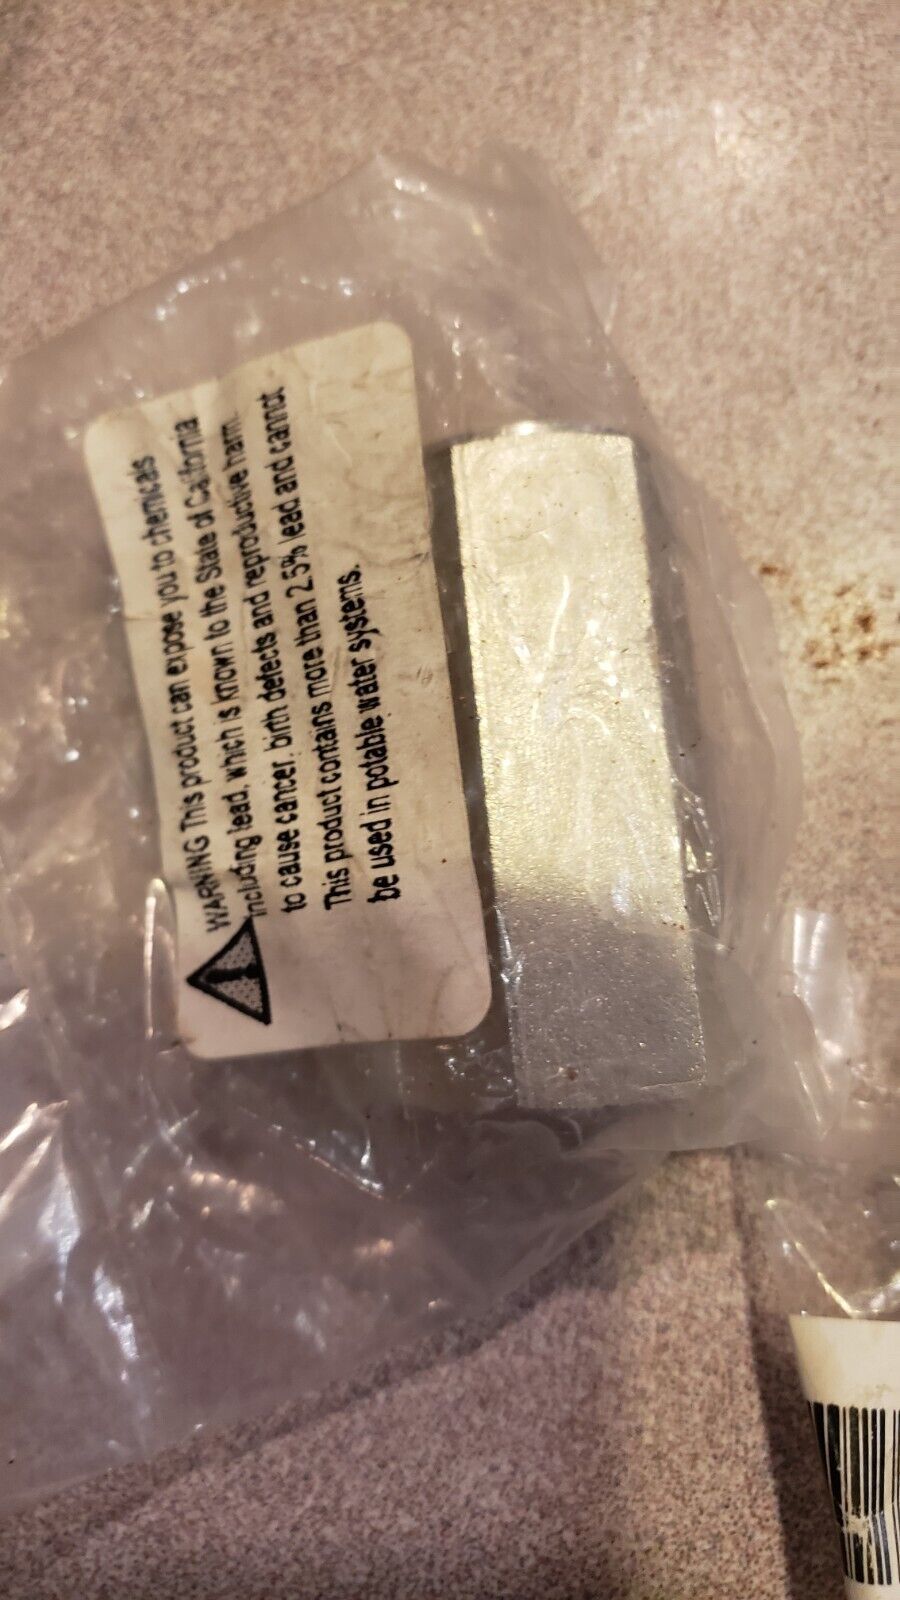 WARNING This product can expose you to chemicals
including lead, which is known to the State of California
to cause cancer, birth defects and reproductive harm.
This product contains more than 2.5% lead and cannot
be used in potable water systems.